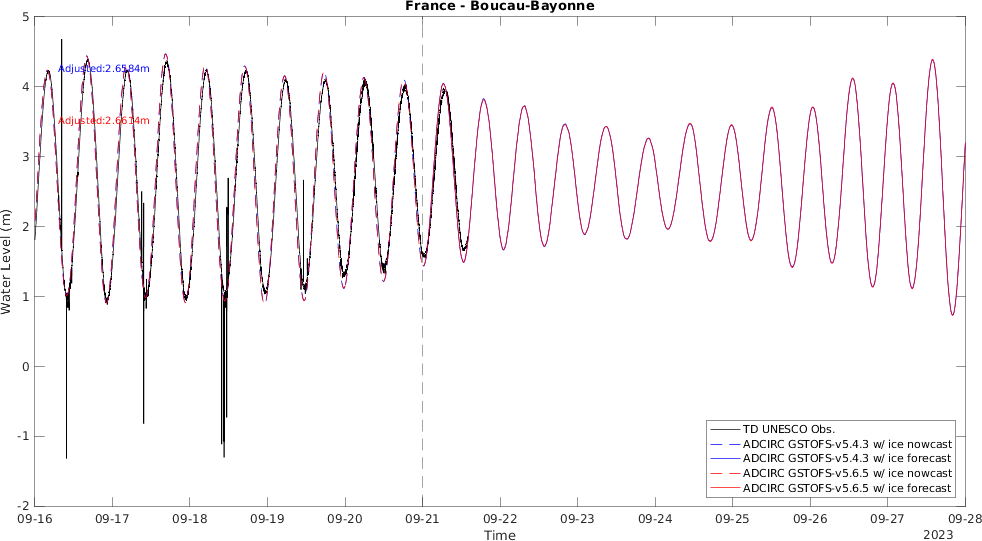 France - Boucau-Bayonne
5
4
3
2
1
0
-1
-2
Water Level (m)
Adjusted:2.6584m
Adjusted:2.6614m
TD UNESCO Obs.
ADCIRC GSTOFS-v5.4.3 w/ ice nowcast
ADCIRC GSTOFS-v5.4.3 w/ ice forecast
ADCIRC GSTOFS-v5.6.5 w/ ice nowcast
ADCIRC GSTOFS-v5.6.5 w/ ice forecast
09-16 09-17 09-18 09-19 09-20 09-21 09-22 09-23 09-24 09-25 09-26 09-27 09-28
Time
2023